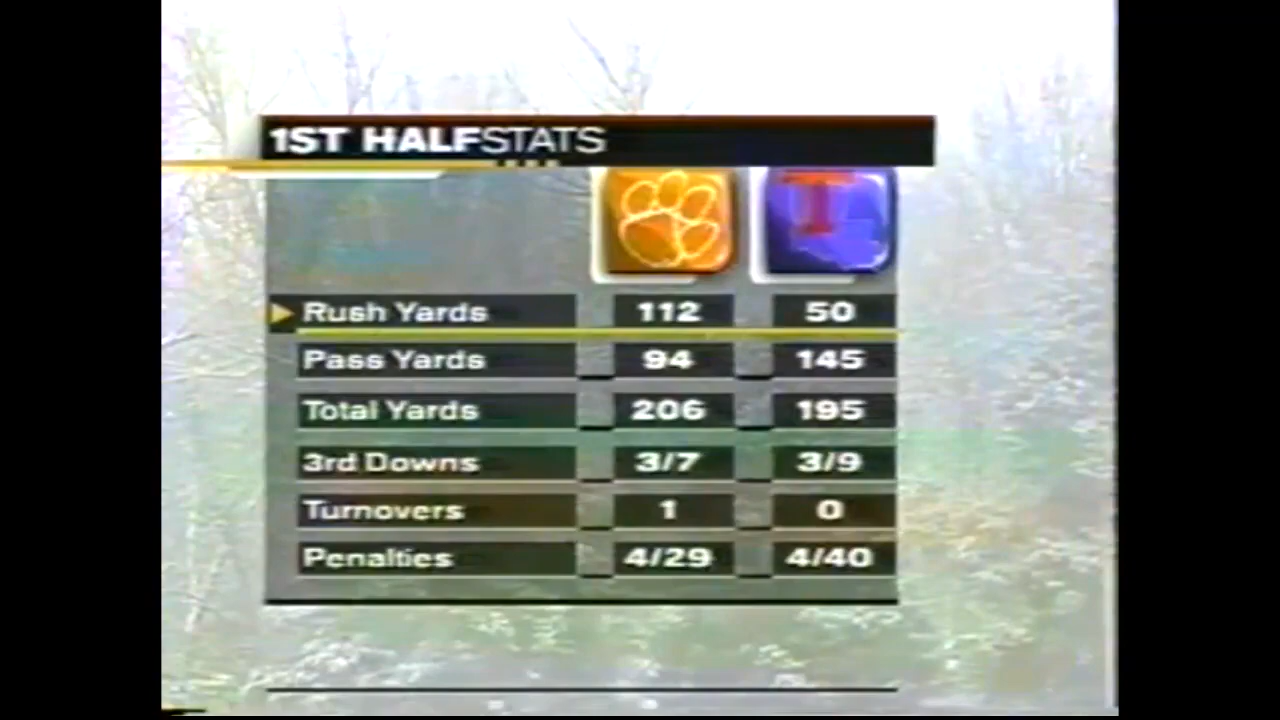 1ST HALFSTATS
T
Rush Yards 112 50
Pass Yards 94 145
Total Yards 206 195
3rd Downs 3/7 3/9
Turnovers 1 0
Penalties 4/29 4/40